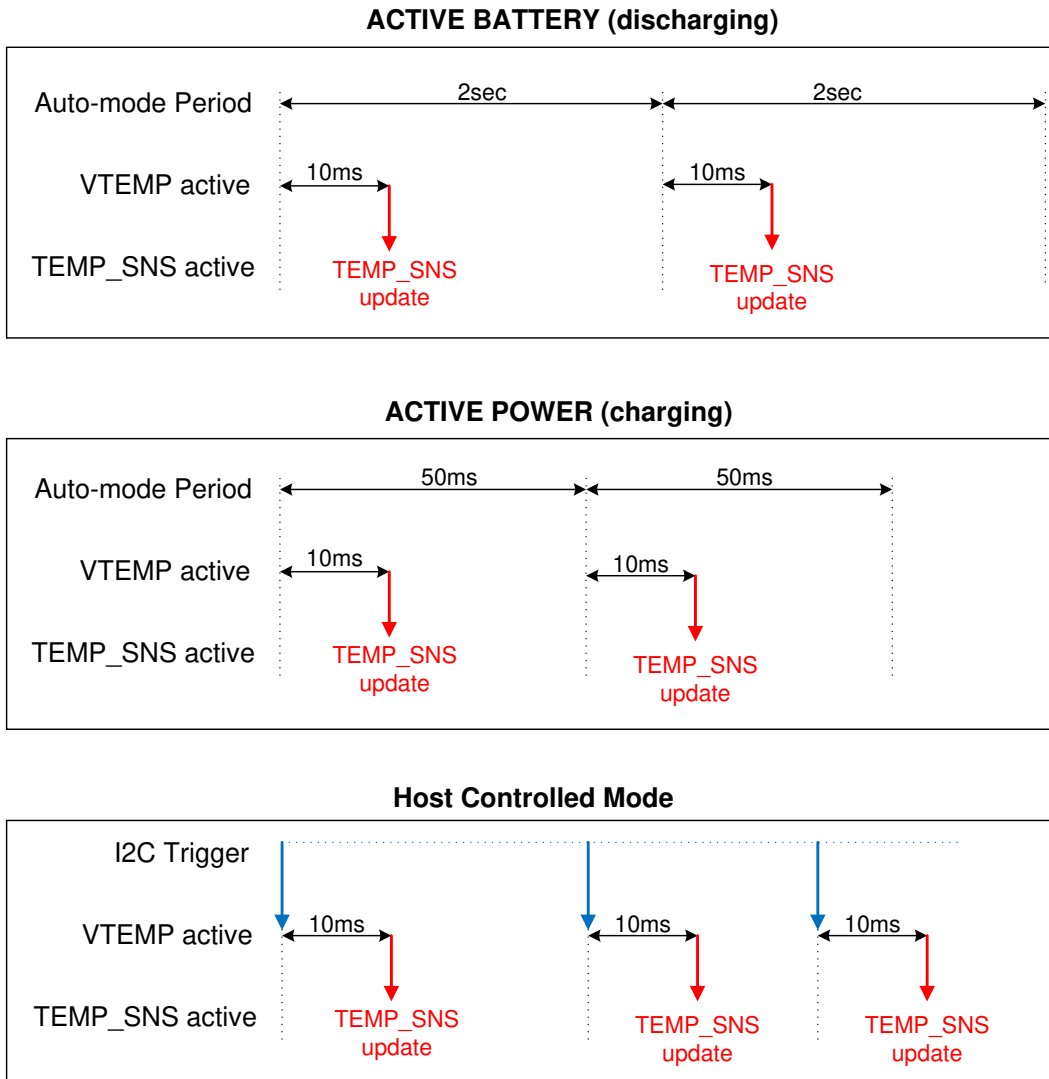 ACTIVE BATTERY (discharging)
Auto-mode Period
2sec
2sec
VTEMP active
10ms
10ms
TEMP_SNS active
TEMP_SNS
update
TEMP_SNS
update
ACTIVE POWER (charging)
Auto-mode Period
50ms
50ms
VTEMP active
10ms
10ms
TEMP_SNS active
TEMP_SNS
update
TEMP_SNS
update
Host Controlled Mode
I2C Trigger
VTEMP active
10ms
10ms
10ms
TEMP_SNS active
TEMP_SNS
update
TEMP_SNS
update
TEMP_SNS
update